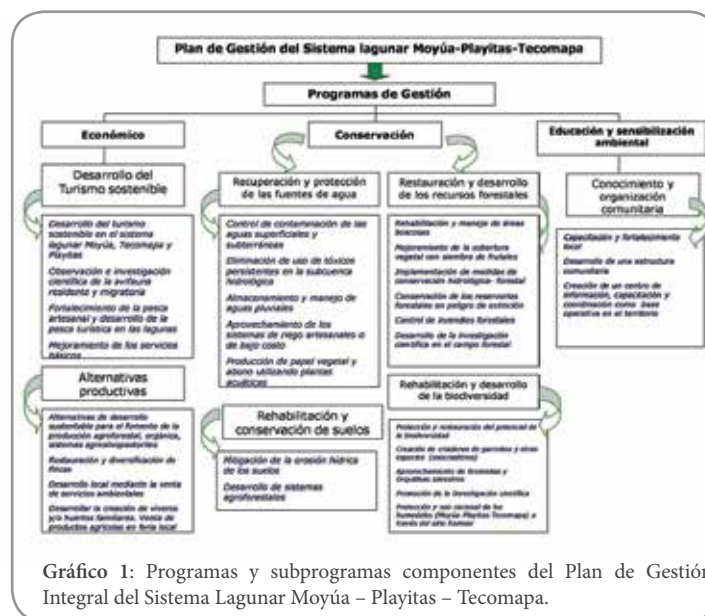 Plan de Gestión del Sistema lagunar Moyúa-Playitas-Tecomapa
Programas de Gestión
Económico
Desarrollo del
Turismo sostenible
Desarrollo del turismo
sostenible en el sistema
lagunar Moyúa, Tecomapa y
Playitas
Observación e investigación
científica de la avifauna
residente y migratoria
Fortalecimiento de la pesca
artesanal y desarrollo de la
pesca turística en las lagunas
Mejoramiento de los servicios
básicos
Alternativas
productivas
Alternativas de desarrollo
sustentable para el fomento de la
producción agroforestal, orgánica,
sistemas
Restauración y diversificación de
fincas
Desarrollo local mediante la venta
de servicios ambientales
Desarrollar la creación de viveros
y/o huertos familiares. Venta de
productos agrícolas en feria local
Conservación
Recuperación y protección
de las fuentes de agua
Control de contaminación de las
aguas superficiales y
subterráneas
Eliminación de uso de tóxicos
persistentes en la subcuenca
hidrológica
Almacenamiento y manejo de
aguas pluviales
Aprovechamiento de los
sistemas de riego artesanales o
de bajo costo
Producción de papel vegetal y
abono utilizando plantas
acuáticas
Rehabilitación y
conservación de suelos
Mitigación de la erosión hídrica
de los suelos
Desarrollo de sistemas
agroforestales
Restauración y desarrollo
de los recursos forestales
Rehabilitación y manejo de áreas
boscosas
Mejoramiento de la cobertura
vegetal con siembra de frutales
Implementación de medidas de
conservación hidrológica- forestal
Conservación de los reservorios
forestales en peligro de extinción
Control de incendios forestales
Desarrollo de la investigación
científica en el campo forestal
Rehabilitación y desarrollo
de la biodiversidad
Protección y restauración del potencial de
la biodiversidad
Creación de criaderos de garrobos y otras
especies (zoocriaderos)
Aprovechamiento de bromelias y
orquídeas silvestres
Promoción de la investigación científica
Protección y uso racional de los
humedales (Moyúa Playitas Tecomapa) a
través del sitio Ramsar
Educación y sensibilización
ambiental
Conocimiento y
organización
comunitaria
Capacitación y fortalecimiento
local
Desarrollo de una estructura
comunitaria
Creación de un centro de
información, capacitación y
coordinación como base
operativa en el territorio
Gráfico 1: Programas y subprogramas componentes del Plan de Gestión
Integral del Sistema Lagunar Moyúa – Playitas – Tecomapa.